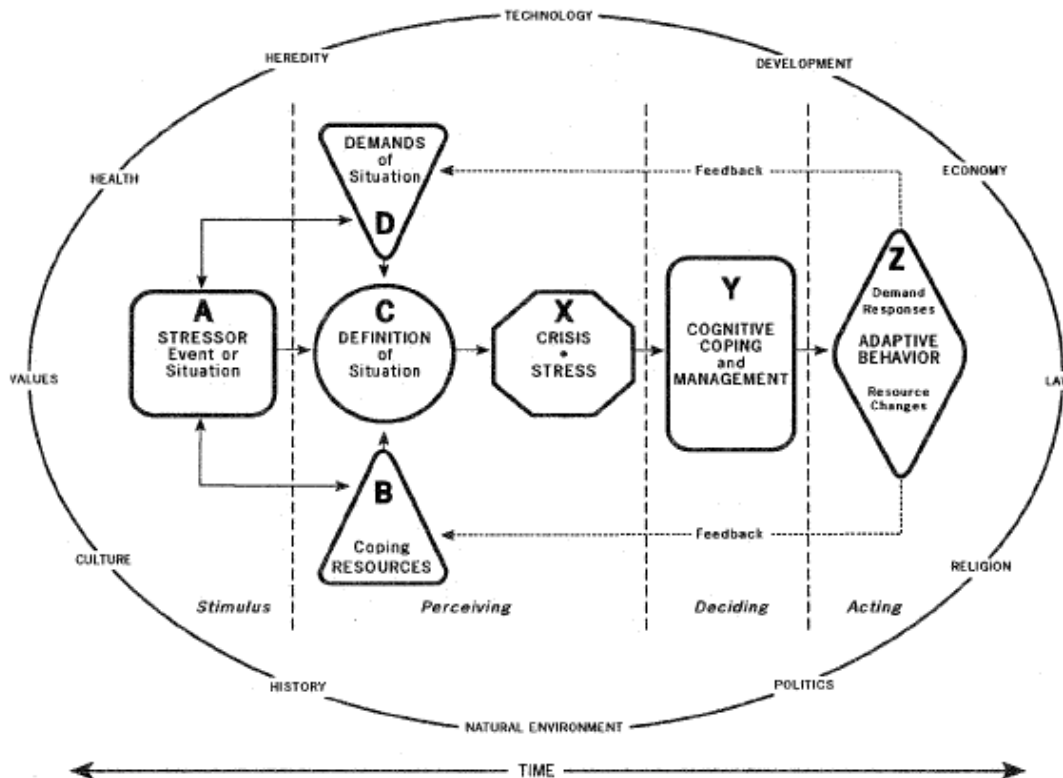 TECHNOLOGY
HEREDITY
DEVELOPMENT
HEALTH
ECONOMY
VALUES
CULTURE
RELIGION
HISTORY
POLITICS
NATURAL ENVIRONMENT
DEMANDS
of
Situation
D
Feedback
A
STRESSOR
Event or
Situation
C
DEFINITION
of
Situation
X
CRISIS
•
STRESS
Y
COGNITIVE
COPING
and
MANAGEMENT
Z
Demand
Responses
ADAPTIVE
BEHAVIOR
Resource
Changes
B
Coping
RESOURCES
Feedback
Stimulus
Perceiving
Deciding
Acting
TIME